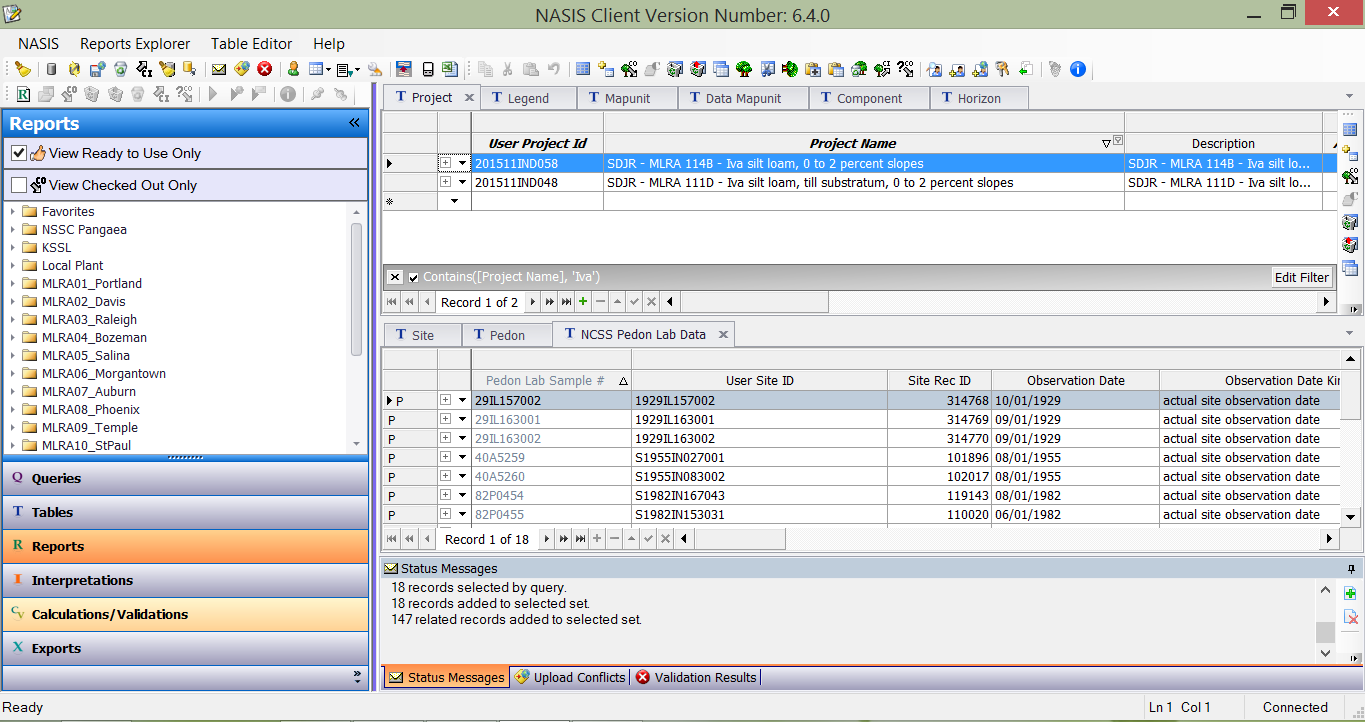 NASIS Client Version Number: 6.4.0
NASIS Reports Explorer Table Editor Help
Reports
View Ready to Use Only
View Checked Out Only
Favorites
NSSC Pangaea
KSSL
Local Plant
MLRA01_Portland
MLRA02_Davis
MLRA03_Raleigh
MLRA04_Bozeman
MLRA05_Salina
MLRA06_Morgantown
MLRA07_Auburn
MLRA08_Phoenix
MLRA09_Temple
MLRA10_StPaul
Q Queries
T Tables
R Reports
I Interpretations
CV Calculations/Validations
X Exports
T Project T Legend T Mapunit T Data Mapunit T Component T Horizon
User Project Id Project Name Description
201511IND058 SDJR - MLRA 114B - Iva silt loam, 0 to 2 percent slopes SDJR - MLRA 114B - Iva silt lo...
201511IND048 SDJR - MLRA 111D - Iva silt loam, till substratum, 0 to 2 percent slopes SDJR - MLRA 111D - Iva silt lo...
Contains([Project Name], 'Iva') Edit Filter
Record 1 of 2
T Site T Pedon T NCSS Pedon Lab Data
Pedon Lab Sample # User Site ID Site Rec ID Observation Date Observation Date Kin
P 29IL157002 1929IL157002 314768 10/01/1929 actual site observation date
P 29IL163001 1929IL163001 314769 09/01/1929 actual site observation date
P 29IL163002 1929IL163002 314770 09/01/1929 actual site observation date
P 40A5259 S1955IN027001 101896 08/01/1955 actual site observation date
P 40A5260 S1955IN083002 102017 08/01/1955 actual site observation date
P 82P0454 S1982IN167043 119143 08/01/1982 actual site observation date
P 82P0455 S1982IN153031 110020 06/01/1982 actual site observation date
Record 1 of 18
Status Messages
18 records selected by query.
18 records added to selected set.
147 related records added to selected set.
Status Messages Upload Conflicts Validation Results
Ready Ln 1 Col 1 Connected